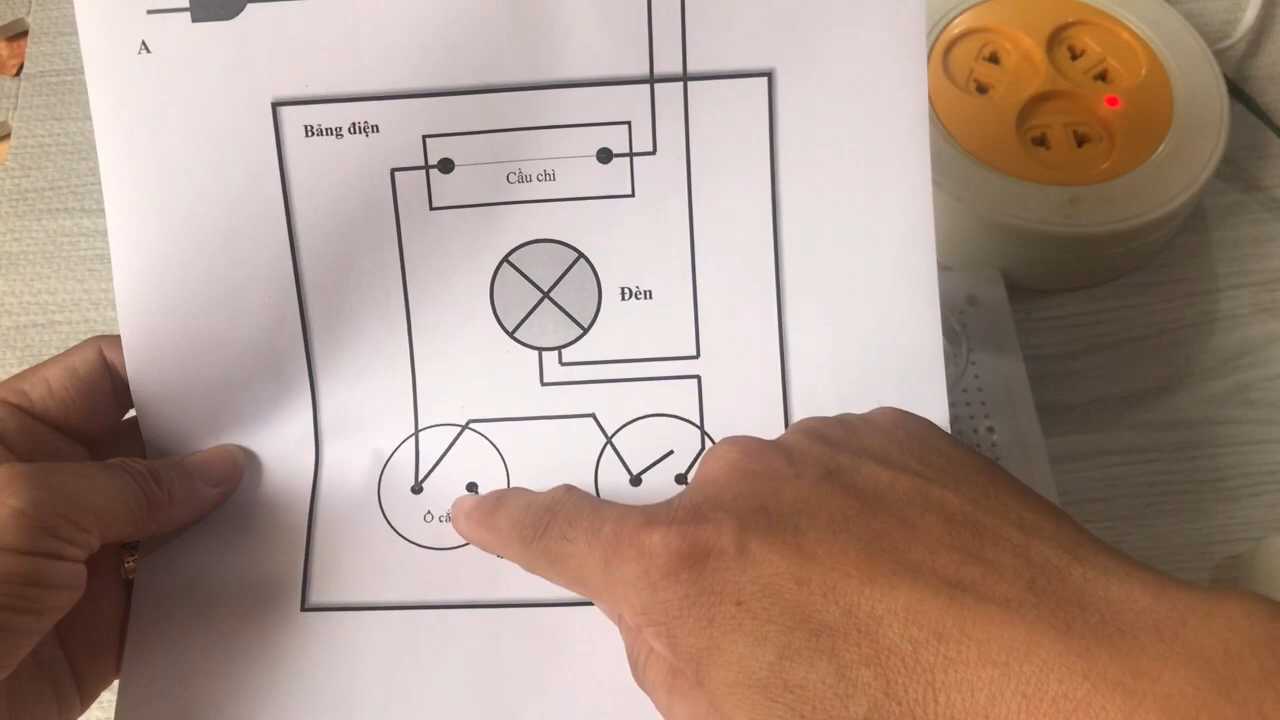 A
Bảng điện
Cầu chì
Đèn
Ổ